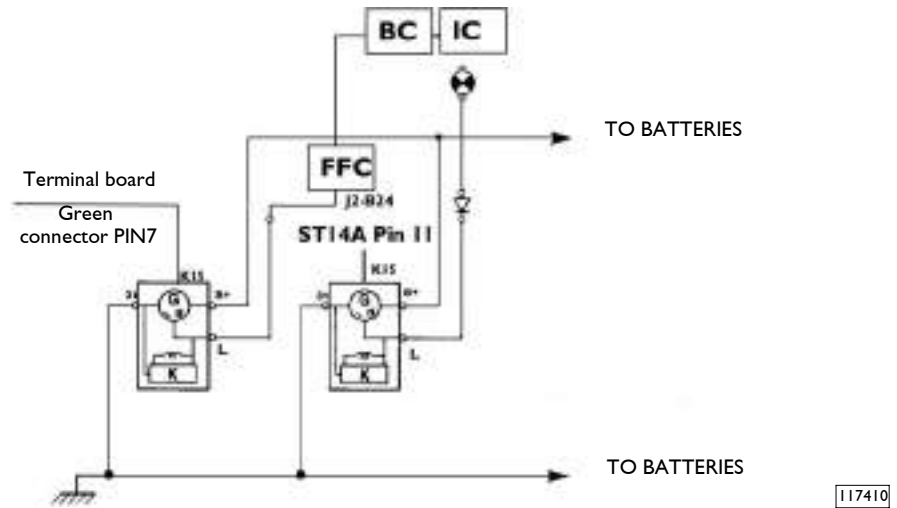 BC IC
TO BATTERIES
FFC
Terminal board
J2-B24
Green
connector PIN7
ST14A Pin 11
K15
K15
B+
B+
G
G
L
L
K
K
TO BATTERIES
117410